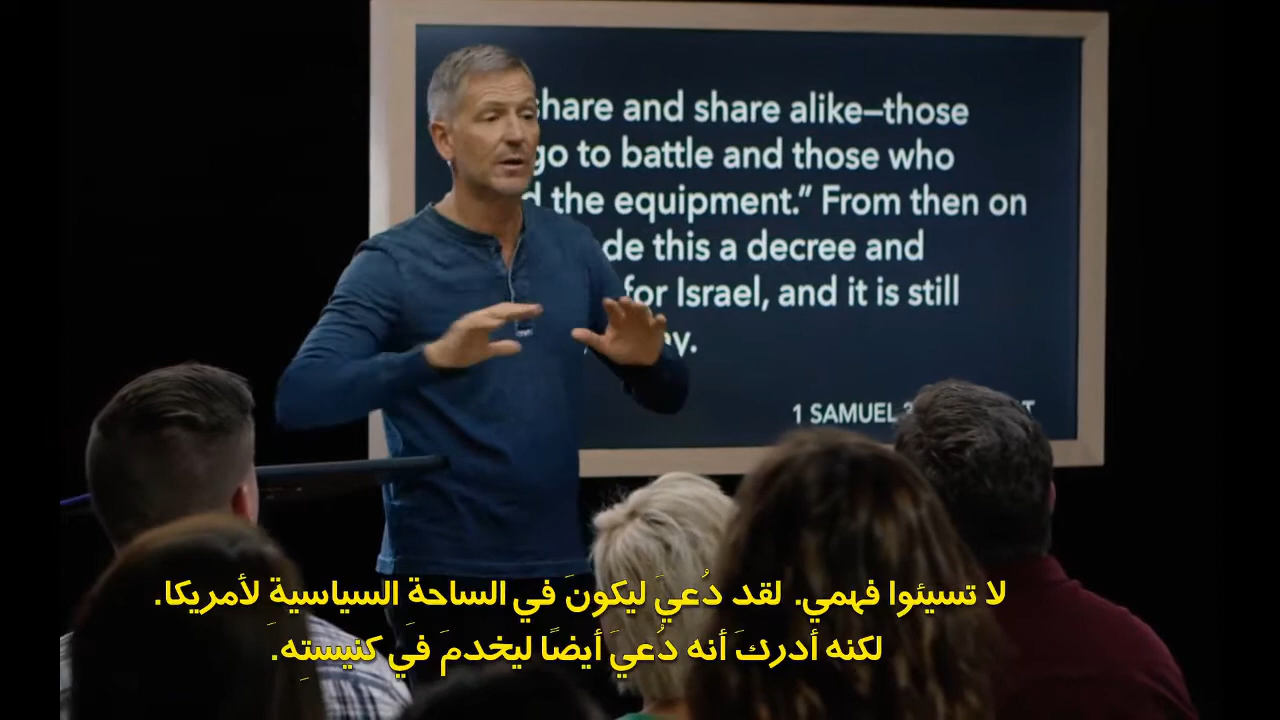 share and share alike—those
go to battle and those who
the equipment.” From then on
this a decree and
for Israel, and it is still
1 SAMUEL
لا تسيئوا فهمي. لقد دُعيَ ليكونَ في الساحة السياسية لأمريكا.
لكنه أدركَ أنه دُعيَ أيضًا ليخدمَ في كنيستِه.